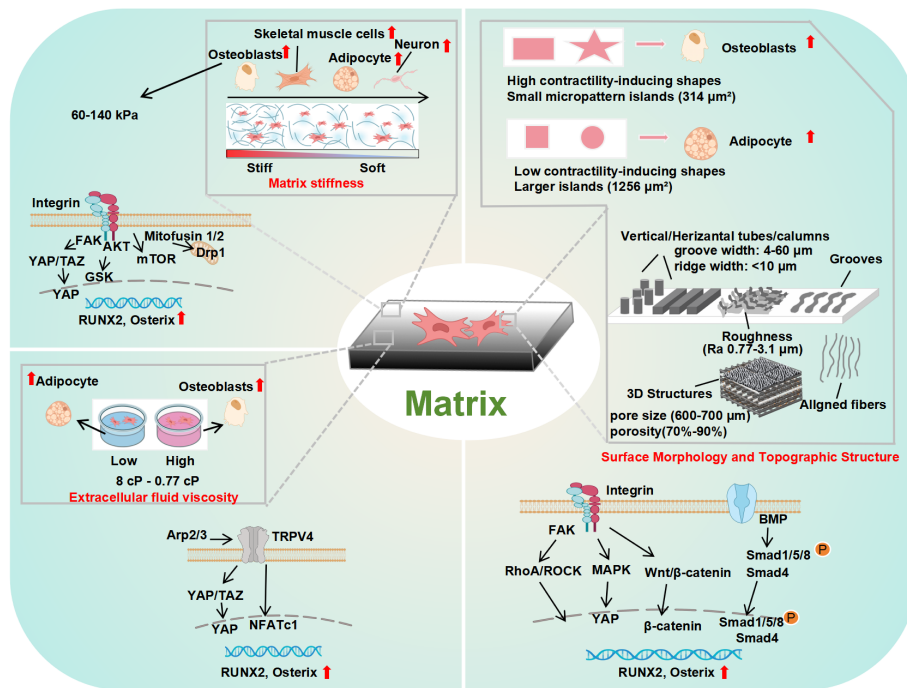 Skeletal muscle cells
Osteoblasts
Adipocyte
Neuron
60-140 kPa
Stiff
Soft
Matrix stiffness
Integrin
FAK
AKT
Mitofusin 1/2
Drp1
YAP/TAZ
mTOR
GSK
YAP
RUNX2, Osterix
Osteoblasts
High contractility-inducing shapes
Small micropattern islands (314 µm²)
Adipocyte
Low contractility-inducing shapes
Larger islands (1256 µm²)
Vertical/Herizantal tubes/calumns
groove width: 4-60 µm
ridge width: <10 µm
Grooves
Roughness
(Ra 0.77-3.1 µm)
3D Structures
Allgned fibers
pore size (600-700 µm)
porosity(70%-90%)
Surface Morphology and Topographic Structure
Matrix
Adipocyte
Osteoblasts
Low
High
8 cP - 0.77 cP
Extracellular fluid viscosity
Arp2/3
TRPV4
YAP/TAZ
YAP
NFATc1
RUNX2, Osterix
Integrin
FAK
BMP
RhoA/ROCK
MAPK
Wnt/β-catenin
Smad1/5/8
P
Smad4
YAP
β-catenin
Smad1/5/8
P
Smad4
RUNX2, Osterix